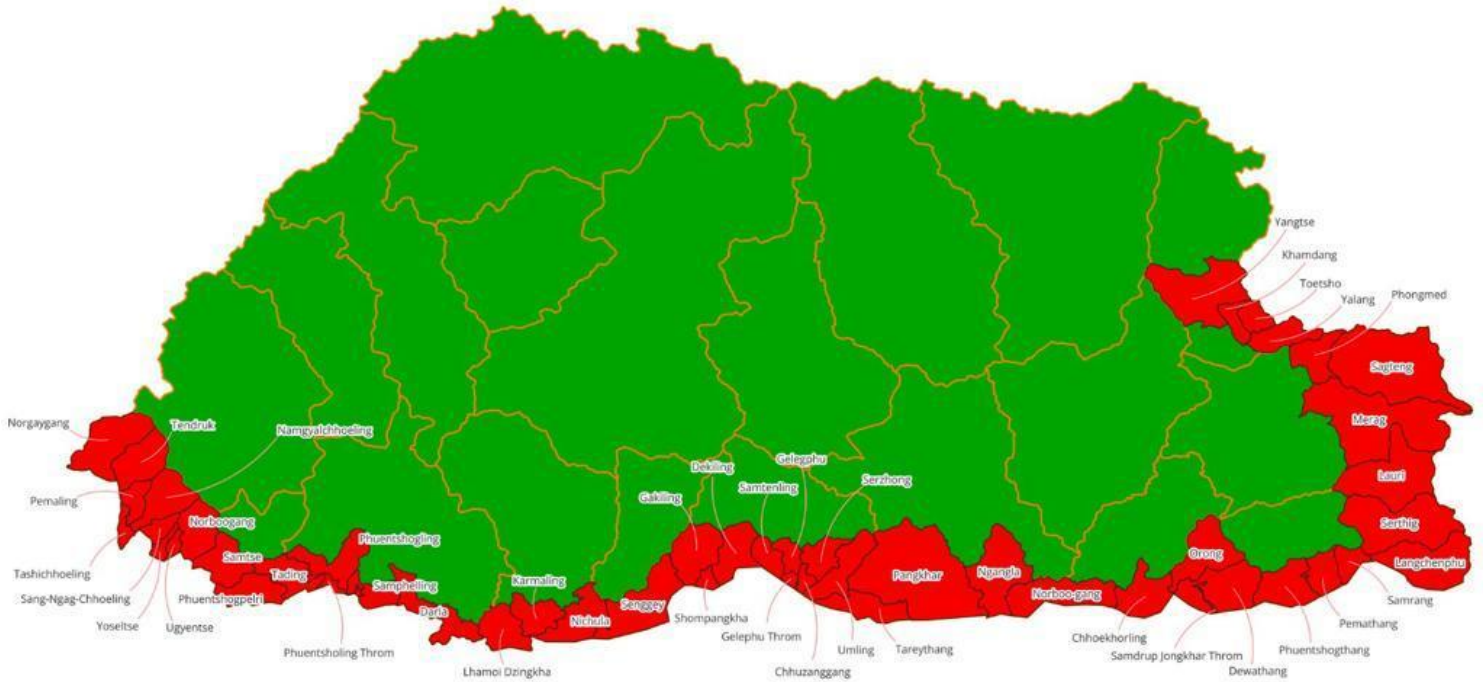 Yangtse
Khamdang
Toetsho
Yalang
Phongmed
Sagteng
Merag
Lauri
Serthig
Langchenphu
Norgaygang
Tendruk
Namgyalchhoeling
Pemaling
Norboogang
Tashichhoeling
Samtse
Sang-Ngag-Chhoeling
Tading
Phuentshogpelri
Yoseltse
Ugyentse
Phuentshogling
Samphelling
Darla
Phuentsholing Throm
Lhamoi Dzingkha
Karmaling
Nichula
Senggey
Gakiling
Dekiling
Samtenling
Gelegphu
Serzhong
Shompangkha
Gelephu Throm
Chhuzanggang
Umling
Tareythang
Pangkhar
Ngangla
Norboo-gang
Chhoekhorling
Orong
Samdrup Jongkhar Throm
Dewathang
Phuentshogthang
Pemathang
Samrang